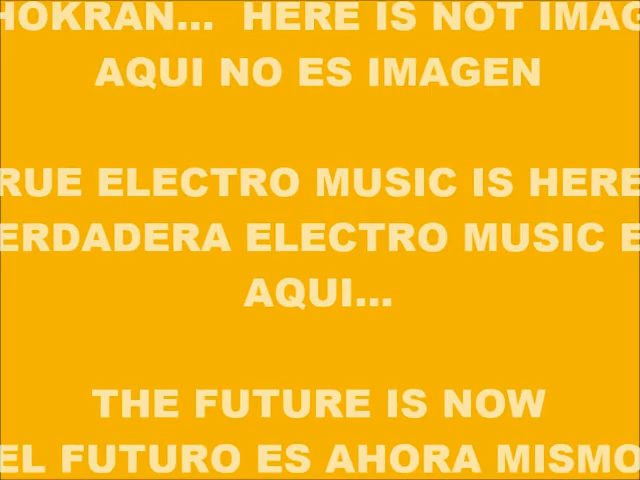 HOKRAN... HERE IS NOT IMAG
AQUI NO ES IMAGEN
RUE ELECTRO MUSIC IS HERE
ERDADERA ELECTRO MUSIC E
AQUI...
THE FUTURE IS NOW
EL FUTURO ES AHORA MISMO